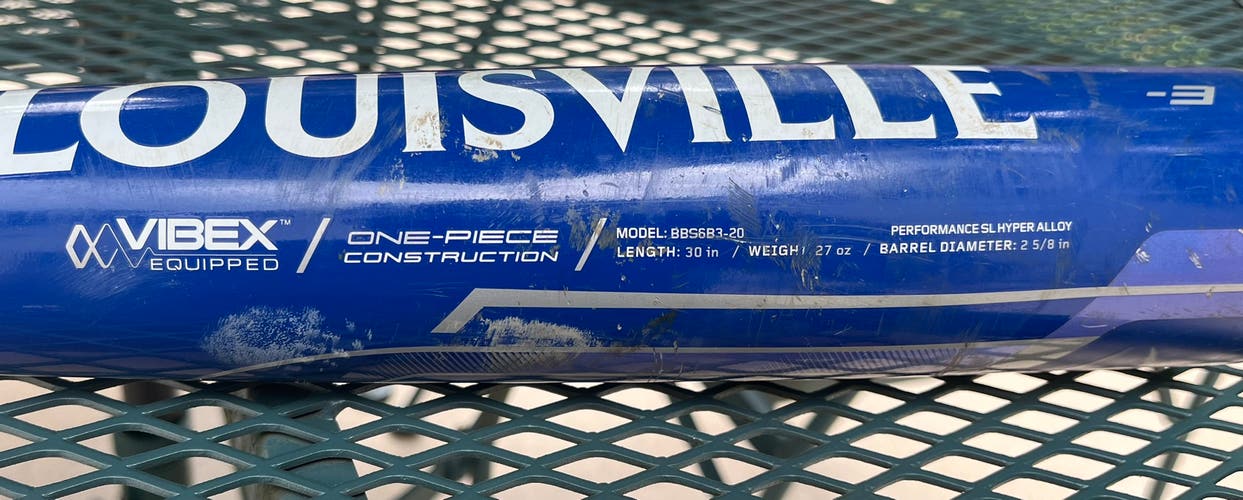 LOUISVILLE
-3
VIBEX™
EQUIPPED
ONE-PIECE
CONSTRUCTION
MODEL: BBS6B3-20
LENGTH: 30 in / WEIGHT 27 oz / BARREL DIAMETER: 2 5/8 in
PERFORMANCE SL HYPER ALLOY